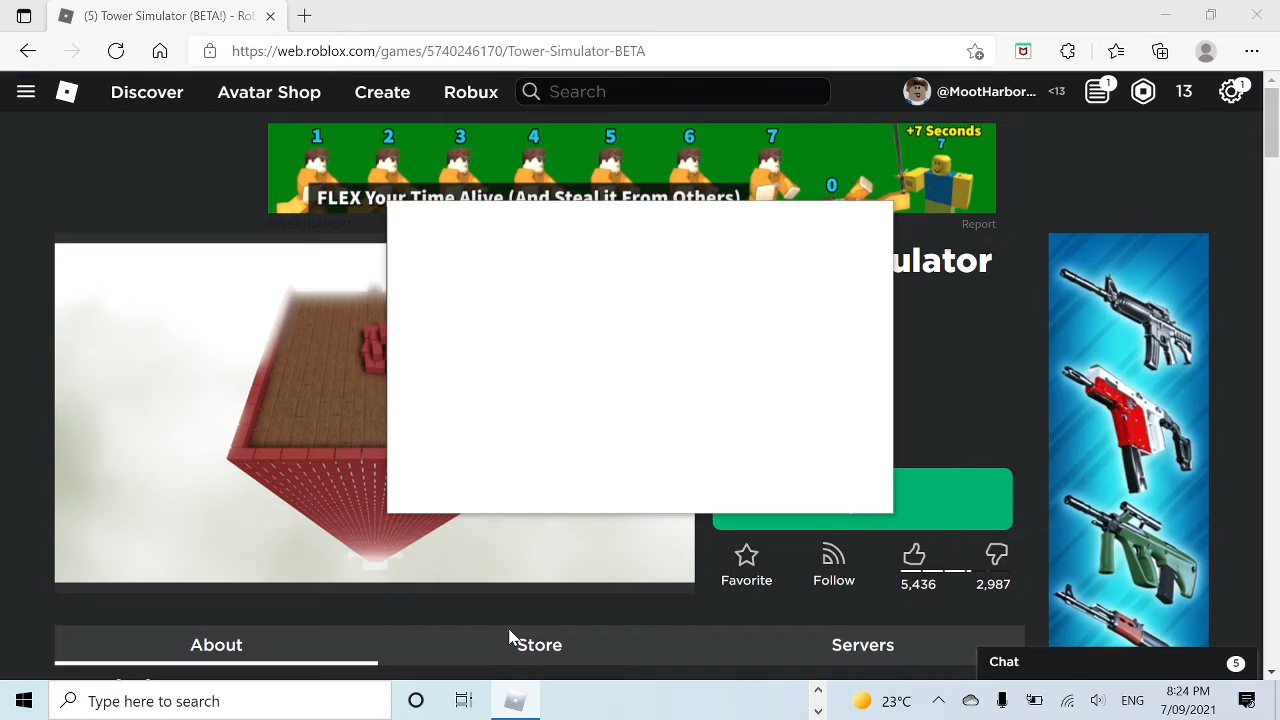 (5) Tower Simulator (BETA!) - Rob
https://web.roblox.com/games/5740246170/Tower-Simulator-BETA
Discover
Avatar Shop
Create
Robux
Search
@MootHarbor...
<13
1
13
1
1 2 3 4 5 6 7
0
+7 Seconds
7
FLEX Your Time Alive (And Steal it From Others)
ADVERTISEMENT
Report
ulator
Favorite
Follow
5,436
2,987
About
Store
Servers
Chat
5
Type here to search
23°C
ENG
8:24 PM
7/09/2021